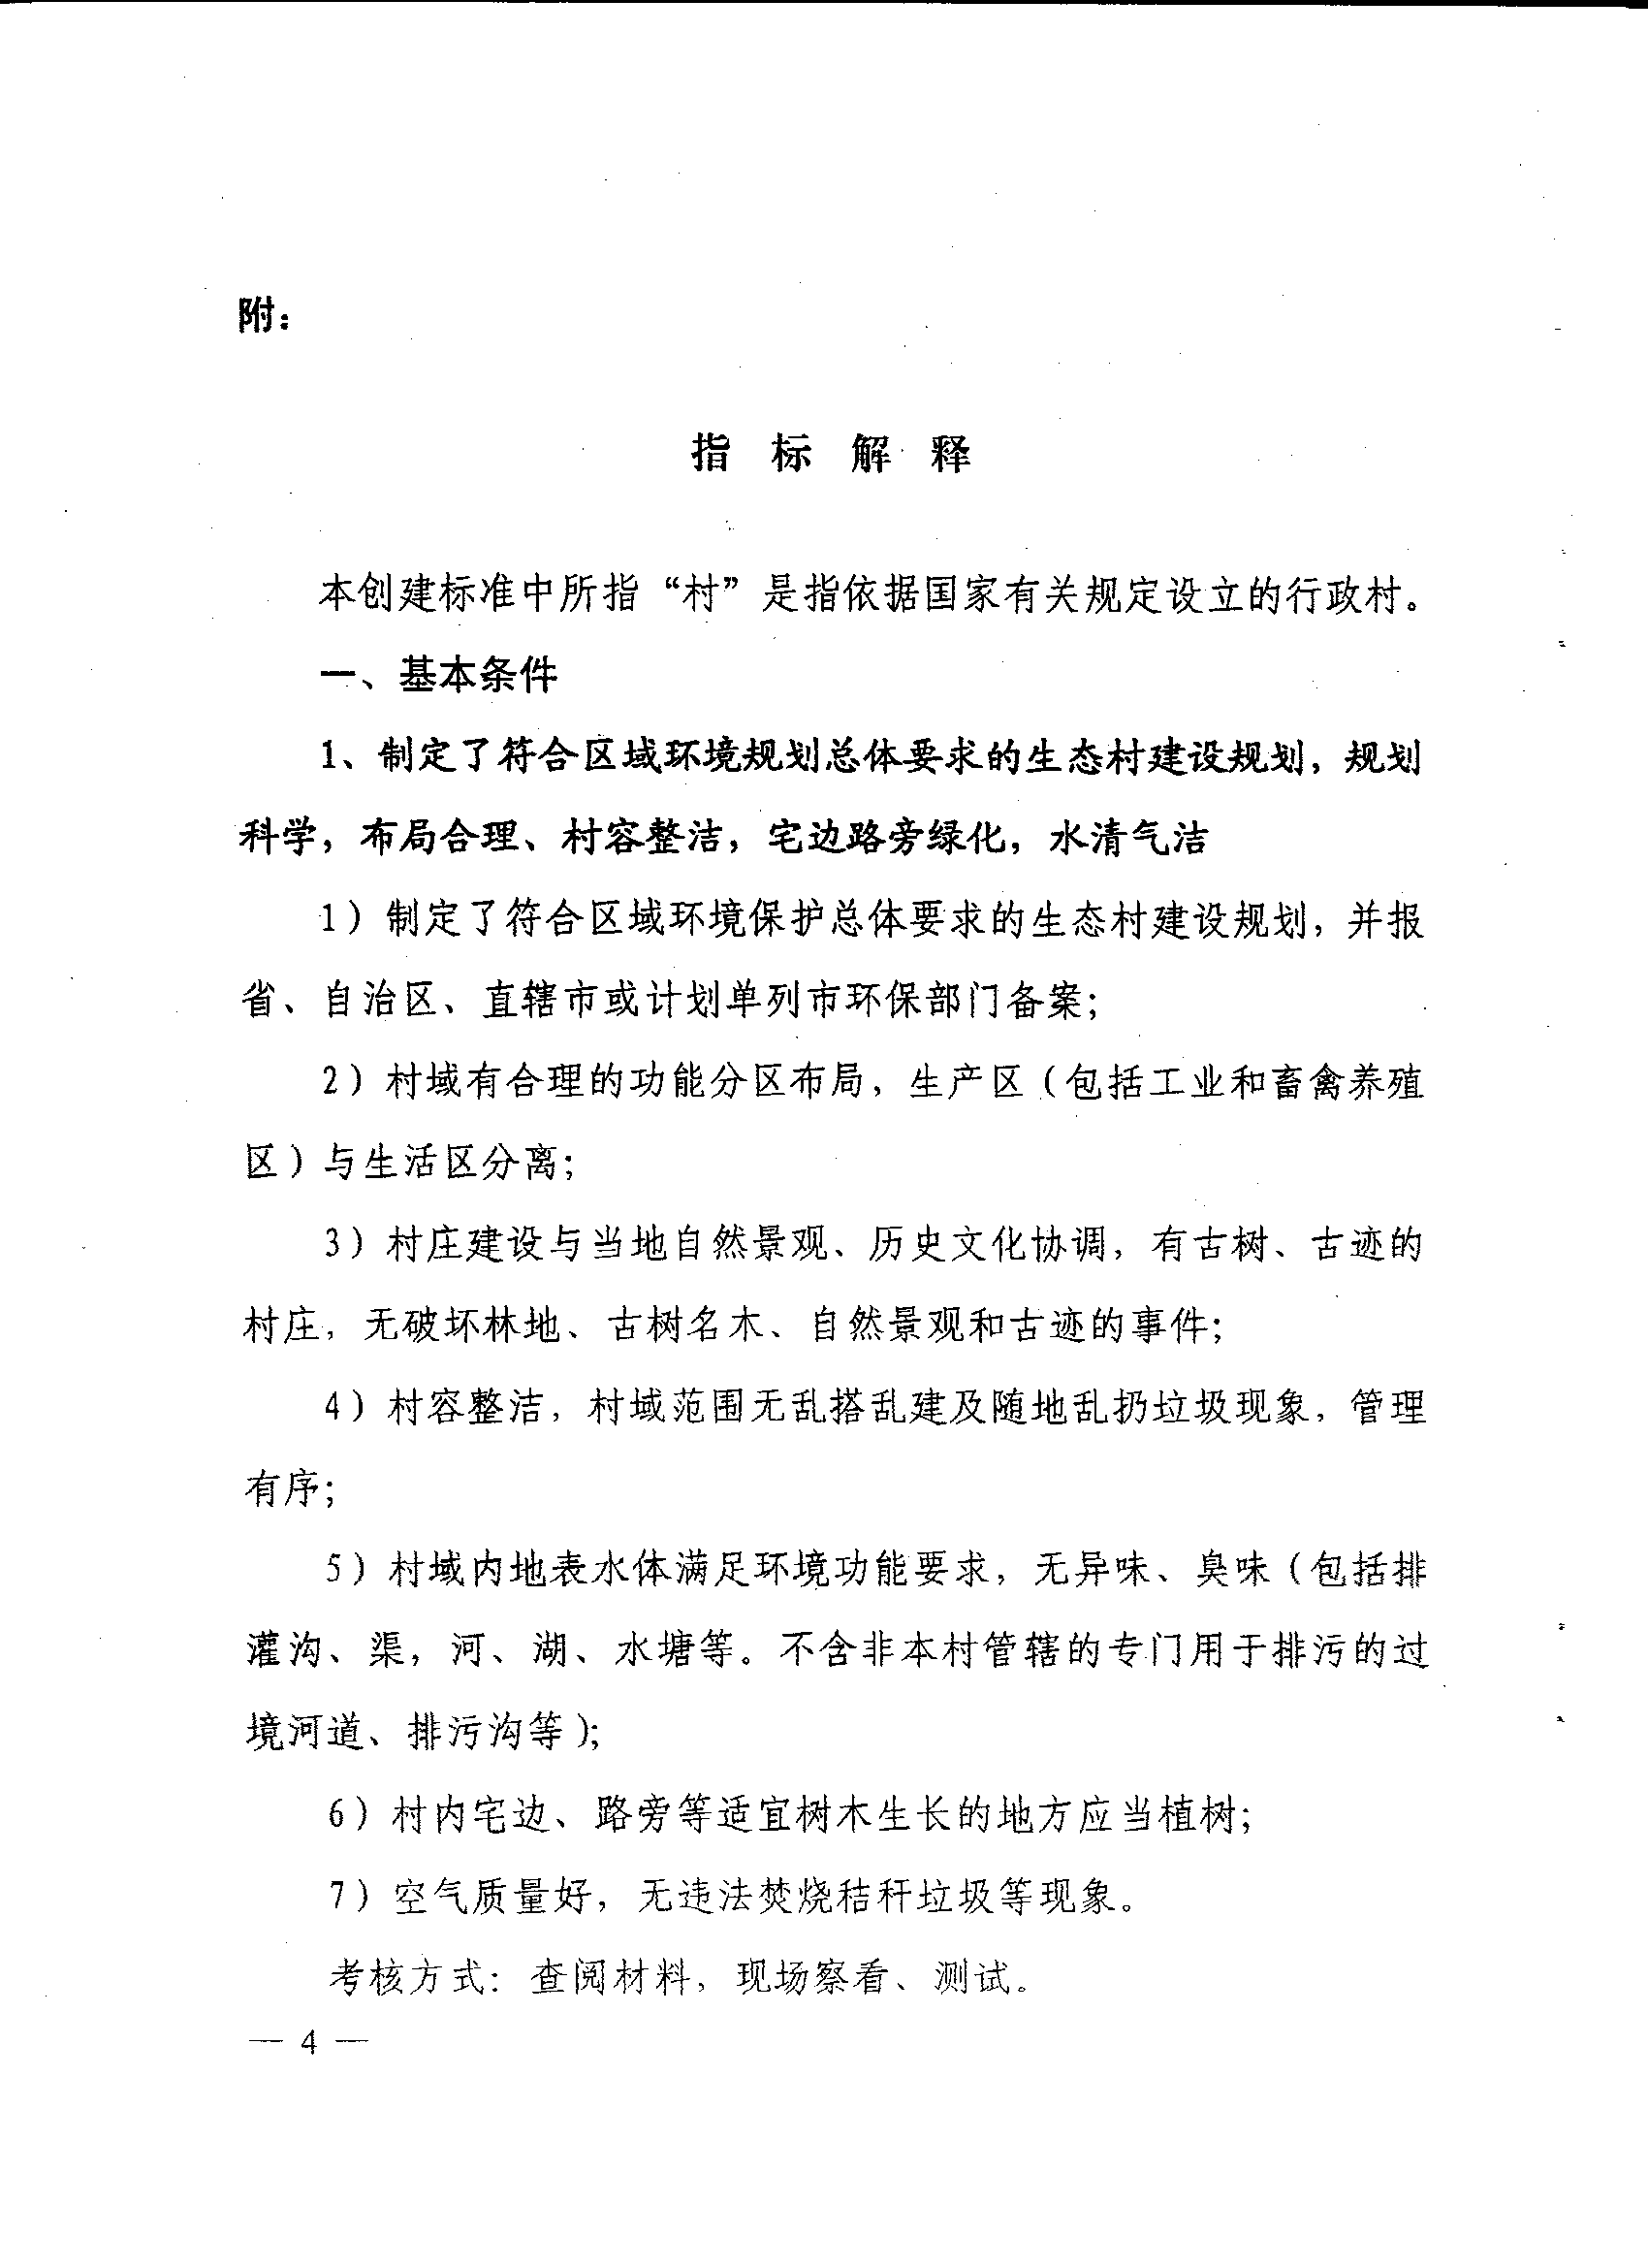 附：
指标解释
本创建标准中所指“村”是指依据国家有关规定设立的行政村。
一、基本条件
1、制定了符合区域环境规划总体要求的生态村建设规划，规划
科学，布局合理、村容整洁，宅边路旁绿化，水清气洁
1）制定了符合区域环境保护总体要求的生态村建设规划，并报
省、自治区、直辖市或计划单列市环保部门备案；
2）村域有合理的功能分区布局，生产区（包括工业和畜禽养殖
区）与生活区分离；
3）村庄建设与当地自然景观、历史文化协调，有古树、古迹的
村庄，无破坏林地、古树名木、自然景观和古迹的事件；
4）村容整洁，村域范围无乱搭乱建及随地乱扔垃圾现象，管理
有序；
5）村域内地表水体满足环境功能要求，无异味、臭味（包括排
灌沟、渠，河、湖、水塘等。不含非本村管辖的专门用于排污的过
境河道、排污沟等）；
6）村内宅边、路旁等适宜树木生长的地方应当植树；
7）空气质量好，无违法焚烧秸秆垃圾等现象。
考核方式：查阅材料，现场察看、测试。
— 4 —